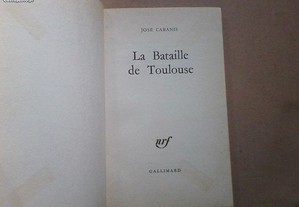 JOSÉ CABANIS
La Bataille
de Toulouse
nrf
GALLIMARD